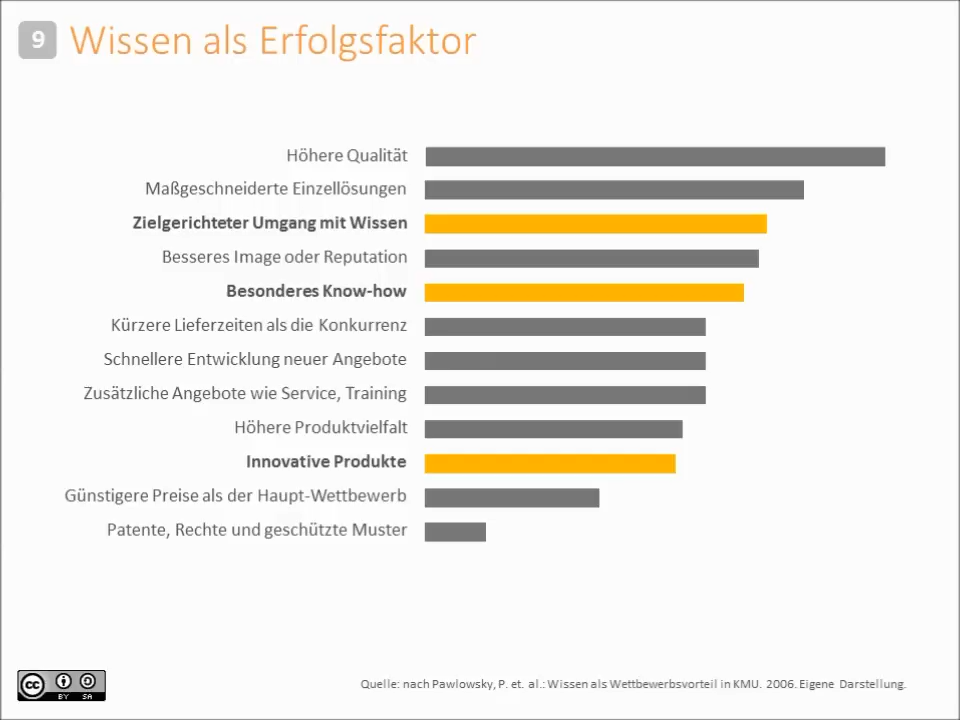 9 Wissen als Erfolgsfaktor
Höhere Qualität
Maßgeschneiderte Einzellösungen
Zielgerichteter Umgang mit Wissen
Besseres Image oder Reputation
Besonderes Know-how
Kürzere Lieferzeiten als die Konkurrenz
Schnellere Entwicklung neuer Angebote
Zusätzliche Angebote wie Service, Training
Höhere Produktvielfalt
Innovative Produkte
Günstigere Preise als der Haupt-Wettbewerb
Patente, Rechte und geschützte Muster
cc BY SA
Quelle: nach Pawlowsky, P. et. al.: Wissen als Wettbewerbsvorteil in KMU. 2006. Eigene Darstellung.